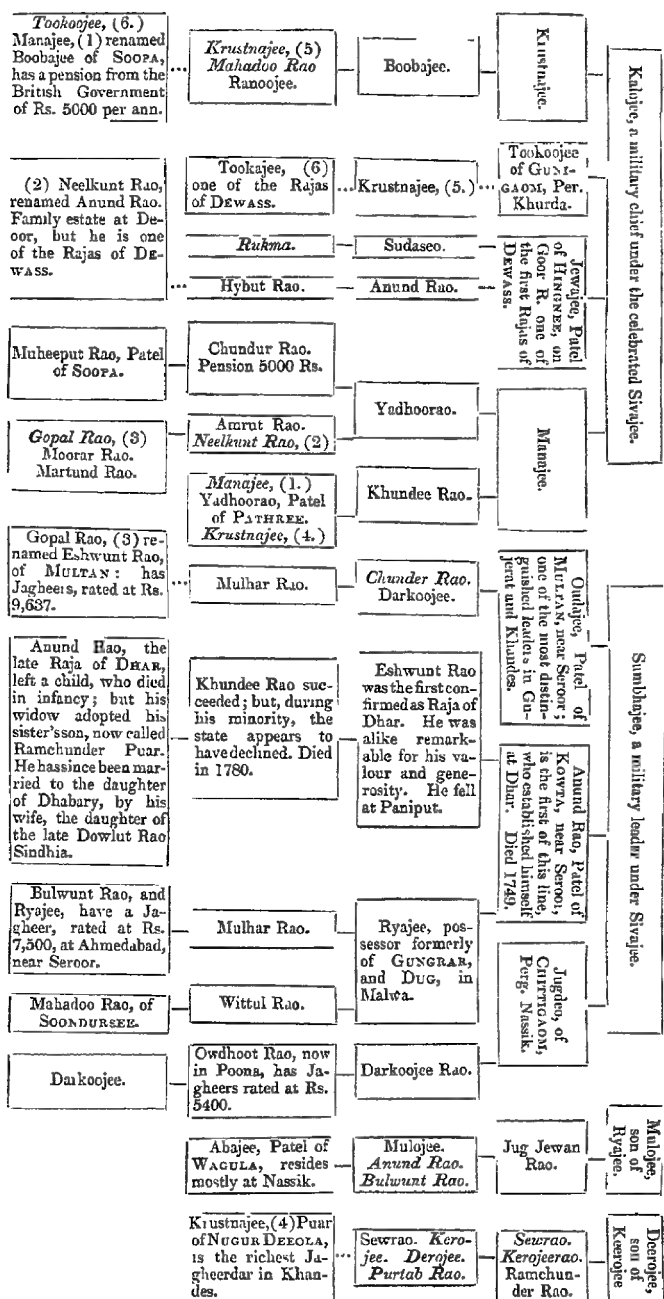 Tookoojee, (6.)
Manajee, (1) renamed
Boobajee of SOOPA,
has a pension from the
British Government
of Rs. 5000 per ann.
Krustnajee, (5)
Mahadoo Rao
Ranoojee.
Boobajee.
Krustnajee.
Kalojee, a military chief under the celebrated Sivajee.
(2) Neelkunt Rao,
renamed Anund Rao.
Family estate at De-
oor, but he is one
of the Rajas of DE-
WASS.
Tookajee, (6)
one of the Rajas
of DEWASS.
Krustnajee, (5.)
Tookoojee
of GUNI-
GAOM, Per.
Khurda.
Rukma.
Sudaseo.
Hybut Rao.
Anund Rao.
Jewajee, Patel
of HINGNEE, on
Goor R. one of
the first Rajas of
DEWASS.
Muheeput Rao, Patel
of SOOPA.
Chundur Rao.
Pension 5000 Rs.
Yadhoorao.
Manajee.
Gopal Rao, (3)
Moorar Rao.
Martund Rao.
Amrut Rao.
Neelkunt Rao, (2)
Manajee, (1.)
Yadhoorao, Patel
of PATHREE.
Krustnajee, (4.)
Khundee Rao.
Gopal Rao, (3) re-
named Eshwunt Rao,
of MULTAN: has
Jagheers, rated at Rs.
9,637.
Mulhar Rao.
Chunder Rao.
Darkoojee.
Oudajee, Patel of
MULTAN, near Seroor;
one of the most distin-
guished leaders in Gu-
jerat and Khandes.
Sumbhajee, a military leader under Sivajee.
Anund Rao, the
late Raja of DHAR,
left a child, who died
in infancy; but his
widow adopted his
sister'sson, now called
Ramchunder Puar.
He hassince been mar-
ried to the daughter
of Dhabary, by his
wife, the daughter of
the late Dowlut Rao
Sindhia.
Khundee Rao suc-
ceeded; but, during
his minority, the
state appears to
have declined. Died
in 1780.
Eshwunt Rao
was the first con-
firmed as Raja of
Dhar. He was
alike remark-
able for his va-
lour and gene-
rosity. He fell
at Paniput.
Anund Rao, Patel of
KOWTA, near Seroor,
is the first of this line,
who established himself
at Dhar. Died 1749.
Bulwunt Rao, and
Ryajee, have a Ja-
gheer, rated at Rs.
7,500, at Ahmedabad,
near Seroor.
Mulhar Rao.
Ryajee, pos-
sessor formerly
of GUNGRAR,
and DUG, in
Malwa.
Jugdeo, of
CHITTIGAOM,
Perg. Nassik.
Mahadoo Rao, of
SOONDURSEE.
Wittul Rao.
Darkoojee.
Owdhoot Rao, now
in Poona, has Ja-
gheers rated at Rs.
5400.
Darkoojee Rao.
Abajee, Patel of
WAGULA, resides
mostly at Nassik.
Mulojee.
Anund Rao.
Bulwunt Rao.
Jug Jewan
Rao.
Mulojee,
son of
Ryajee.
Krustnajee,(4)Puar
of NUGUR DEEOLA,
is the richest Ja-
gheerdar in Khan-
des.
Sewrao. Kero-
jee. Derojee.
Purtab Rao.
Sewrao.
Kerojeerao.
Ramchun-
der Rao.
Deerojee,
son of
Keerojee